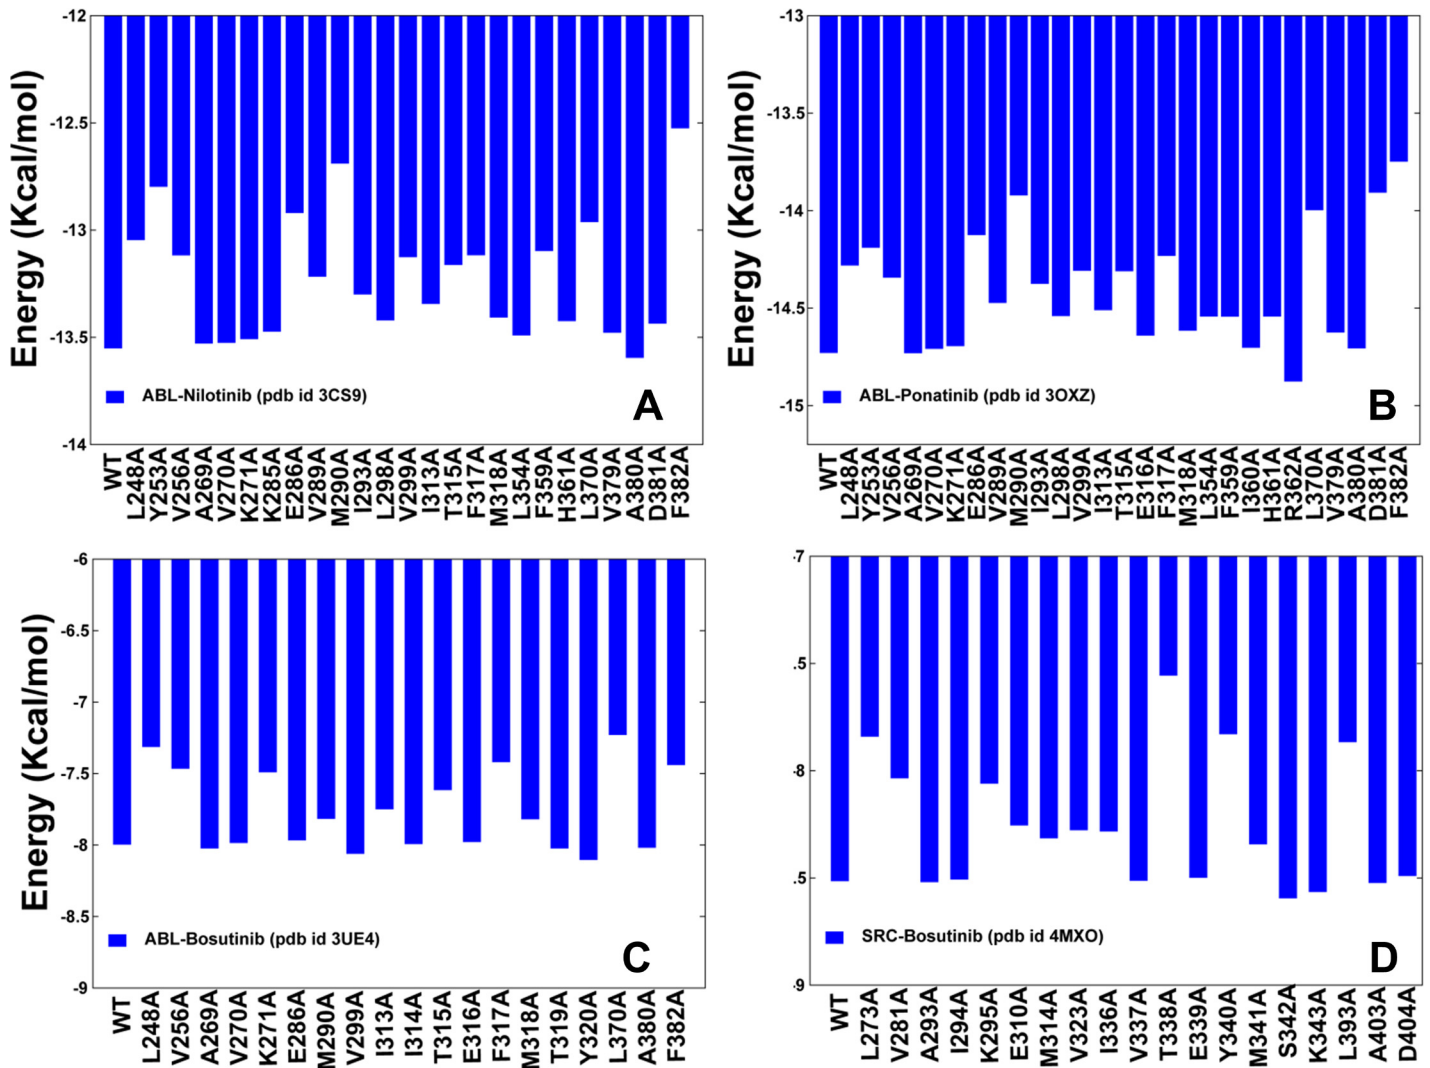 -12
-12.5
-13
-13.5
-14
Energy (Kcal/mol)
ABL-Nilotinib (pdb id 3CS9)
A
WT L248A Y253A V256A A269A V270A K271A K285A E286A V289A M290A I293A L298A V299A I313A T315A F317A M318A L354A F359A H361A L370A V379A A380A D381A F382A
-13
-13.5
-14
-14.5
-15
Energy (Kcal/mol)
ABL-Ponatinib (pdb id 3OXZ)
B
WT L248A Y253A V256A A269A V270A K271A E286A V289A M290A I293A L298A V299A I313A T315A E316A F317A M318A L354A F359A I360A H361A R362A L370A V379A A380A D381A F382A
-6
-6.5
-7
-7.5
-8
-8.5
-9
Energy (Kcal/mol)
ABL-Bosutinib (pdb id 3UE4)
C
WT L248A V256A A269A V270A K271A E286A M290A V299A I313A I314A T315A E316A F317A M318A T319A Y320A L370A A380A F382A
-7
.5
-8
.5
-9
SRC-Bosutinib (pdb id 4MXO)
D
WT L273A V281A A293A I294A K295A E310A M314A V323A I336A V337A T338A E339A Y340A M341A S342A K343A L393A A403A D404A